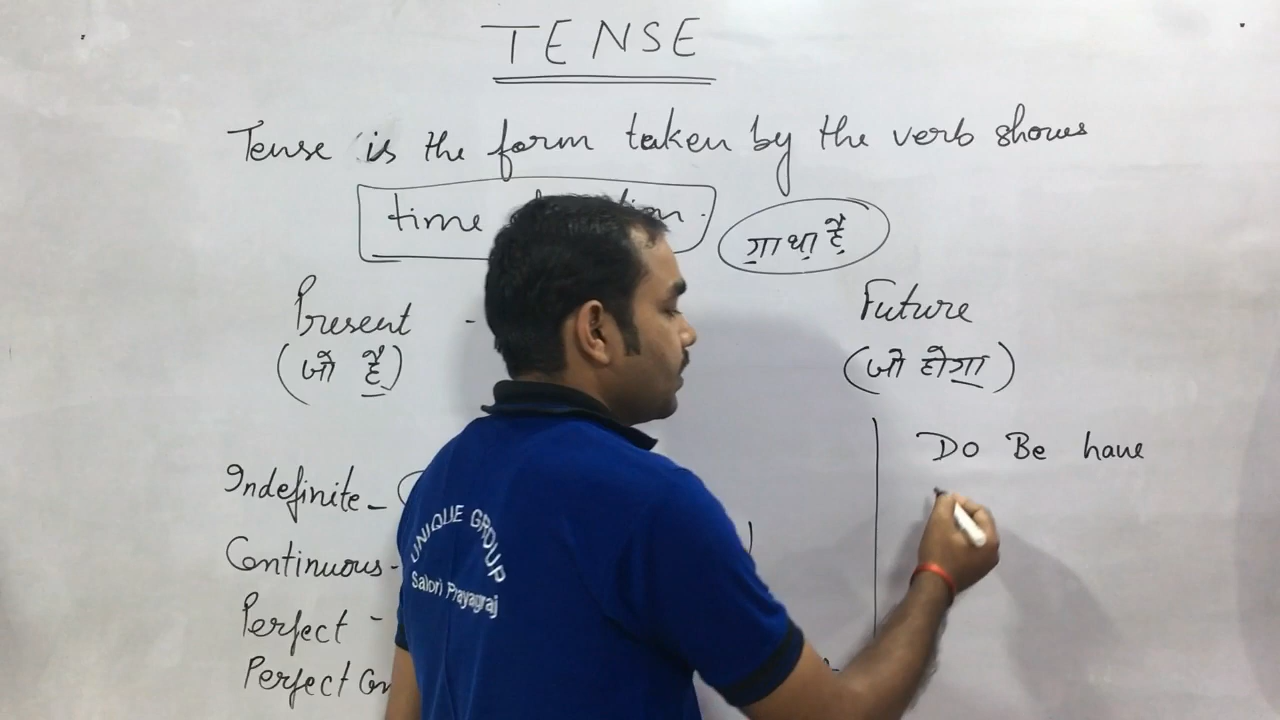 TENSE
Tense is the form taken by the verb shows
time
गा था है
Present - Future
(जो है) (जो होगा)
Do Be have
Indefinite -
Continuous -
Perfect -
Perfect Con
UNIQUE GROUP
Salori Prayagraj